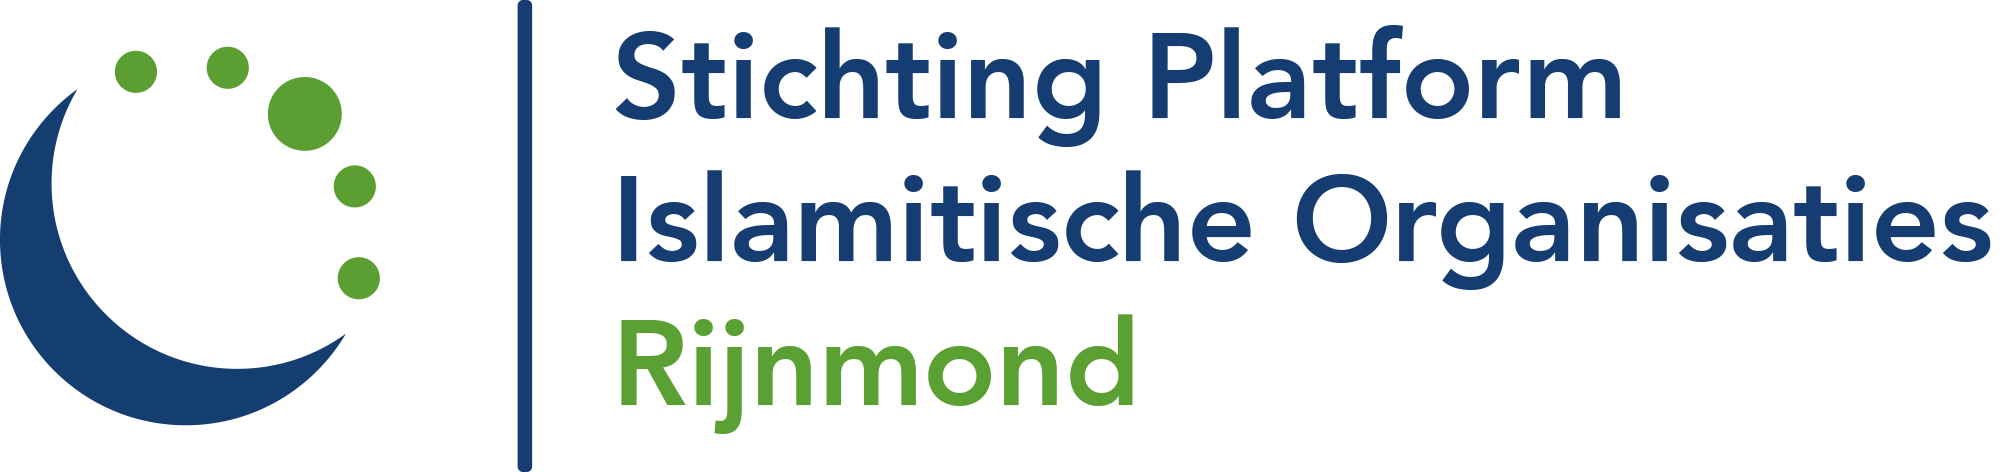 Stichting Platform
Islamitische Organisaties
Rijnmond